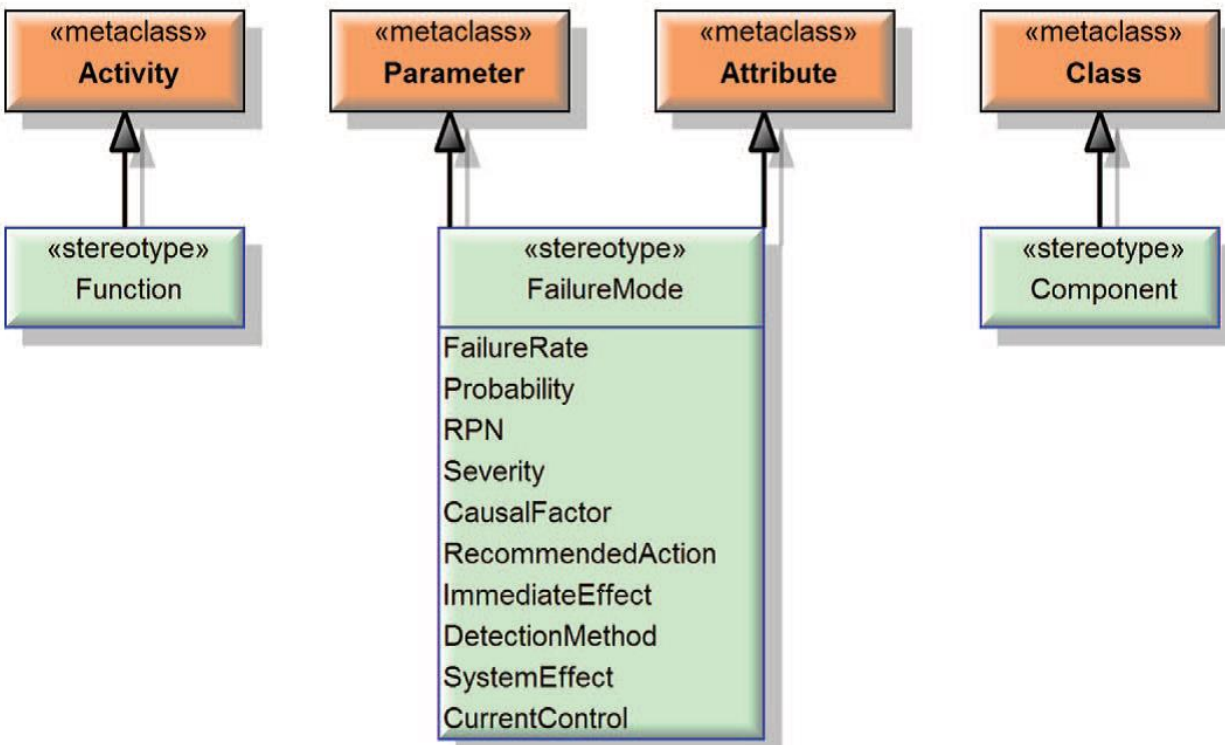 «metaclass»
Activity
«metaclass»
Parameter
«metaclass»
Attribute
«metaclass»
Class
«stereotype»
Function
«stereotype»
FailureMode
FailureRate
Probability
RPN
Severity
CausalFactor
RecommendedAction
ImmediateEffect
DetectionMethod
SystemEffect
CurrentControl
«stereotype»
Component